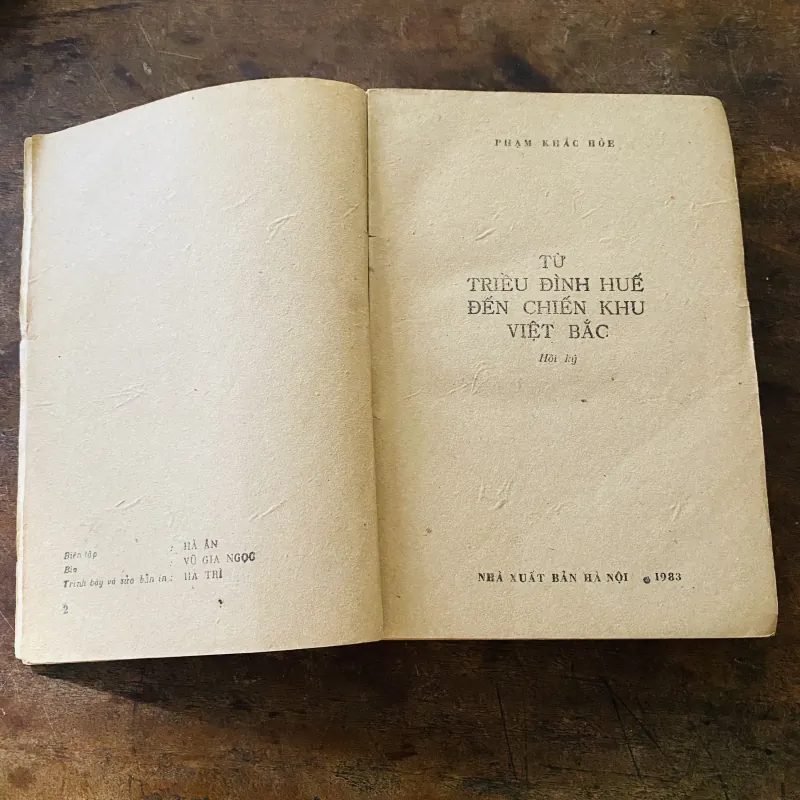 Biên tập : HÀ ÂN
Bìa : VŨ GIA NGỌC
Trình bày và sửa bản in : HÀ TRÌ
2
PHẠM KHẮC HÒE
TỪ
TRIỀU ĐÌNH HUẾ
ĐẾN CHIẾN KHU
VIỆT BẮC
Hồi ký
NHÀ XUẤT BẢN HÀ NỘI • 1983